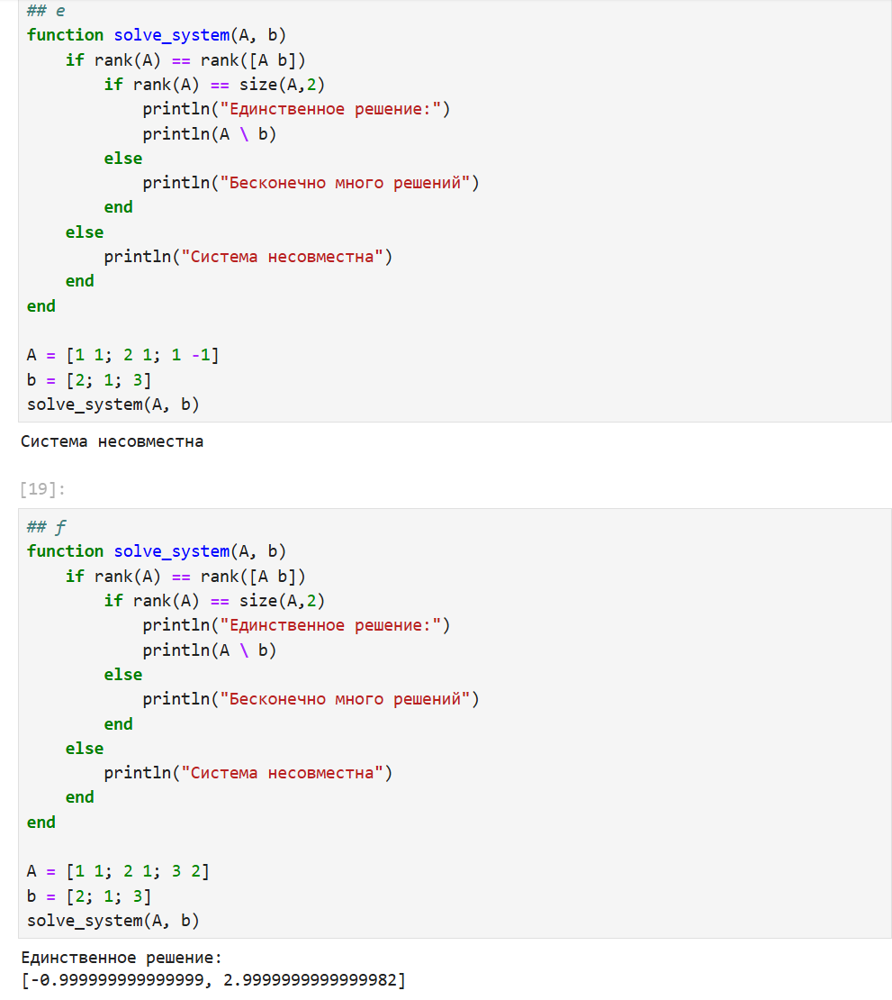 ## e
function solve_system(A, b)
    if rank(A) == rank([A b])
        if rank(A) == size(A,2)
            println("Единственное решение:")
            println(A \ b)
        else
            println("Бесконечно много решений")
        end
    else
        println("Система несовместна")
    end
end

A = [1 1; 2 1; 1 -1]
b = [2; 1; 3]
solve_system(A, b)
Система несовместна
[19]:
## f
function solve_system(A, b)
    if rank(A) == rank([A b])
        if rank(A) == size(A,2)
            println("Единственное решение:")
            println(A \ b)
        else
            println("Бесконечно много решений")
        end
    else
        println("Система несовместна")
    end
end

A = [1 1; 2 1; 3 2]
b = [2; 1; 3]
solve_system(A, b)
Единственное решение:
[-0.999999999999999, 2.9999999999999982]